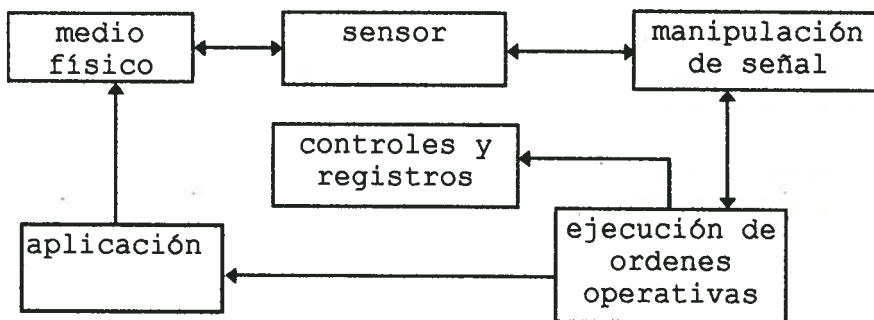 medio
físico
sensor
manipulación
de señal
controles y
registros
aplicación
ejecución de
ordenes
operativas